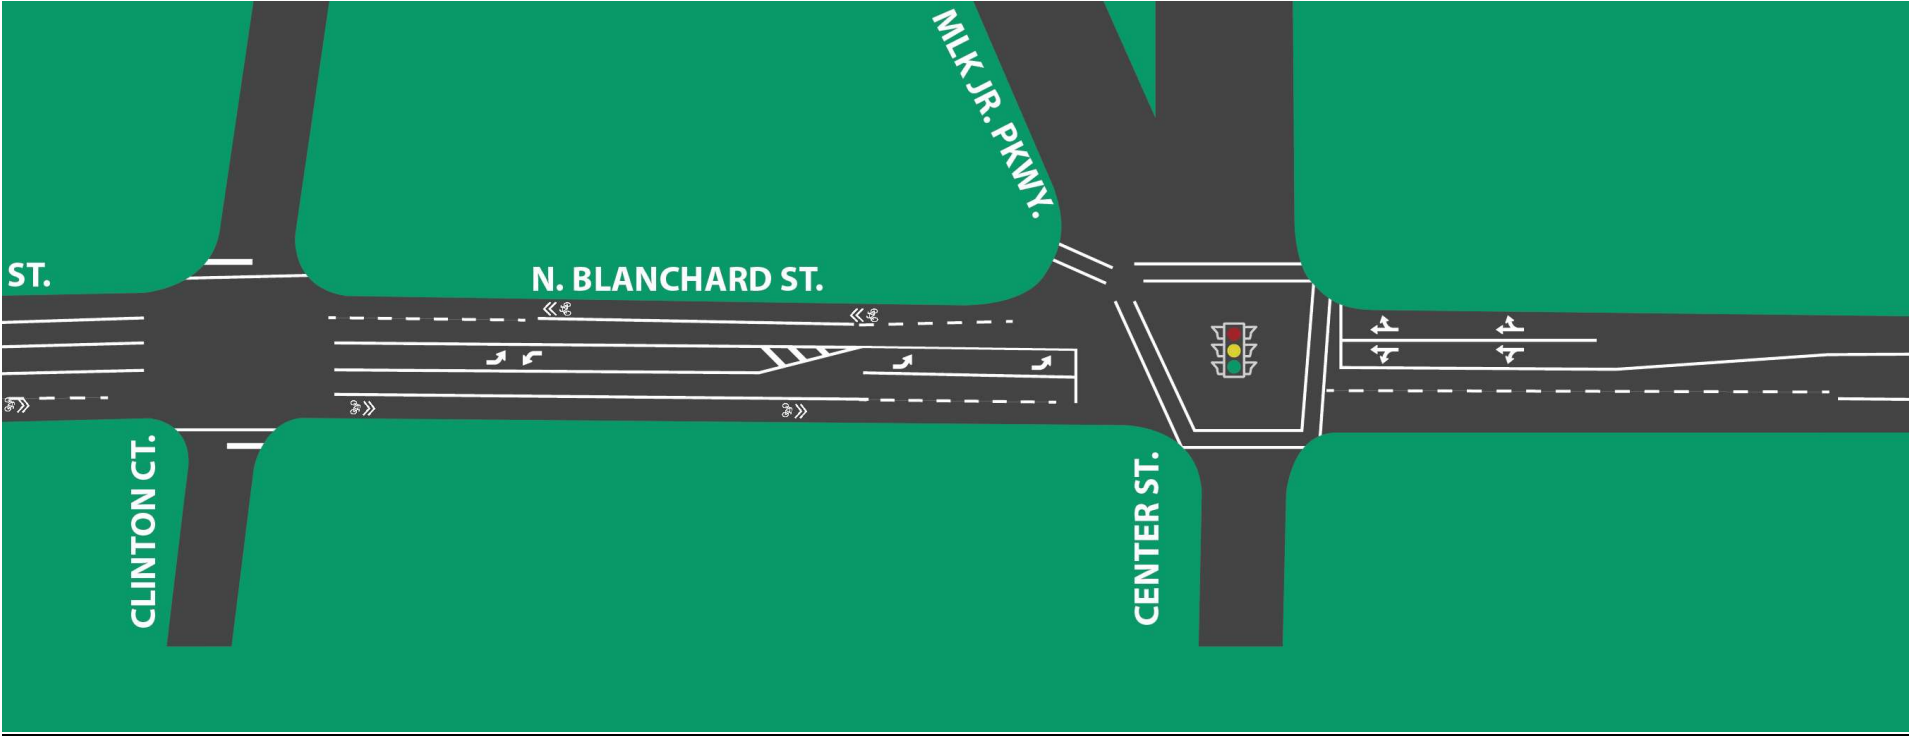 MLK JR. PKWY.
ST.
N. BLANCHARD ST.
CLINTON CT.
CENTER ST.